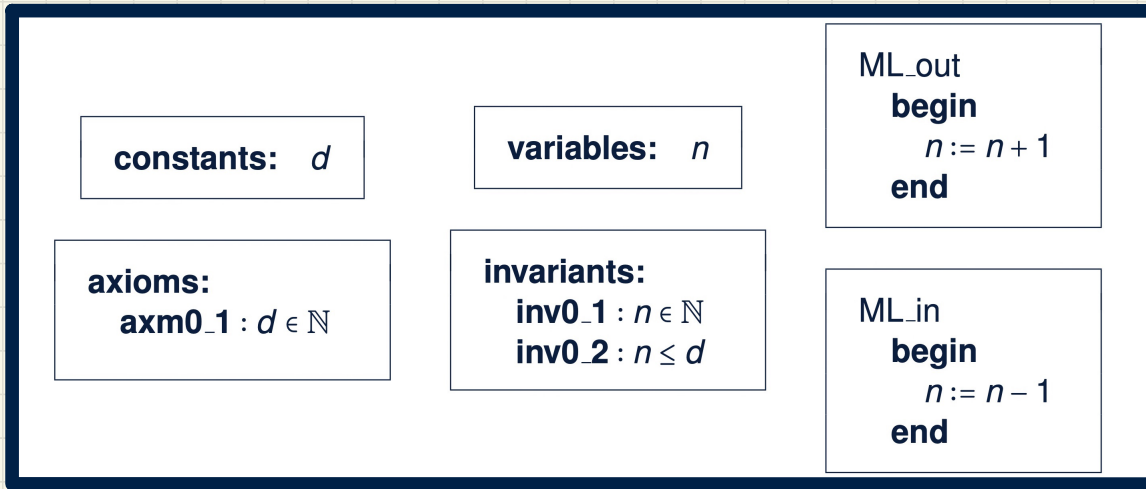 constants: d
axioms:
axm0_1 : d ∈ ℕ
variables: n
invariants:
inv0_1 : n ∈ ℕ
inv0_2 : n ≤ d
ML_out
begin
n := n + 1
end
ML_in
begin
n := n − 1
end